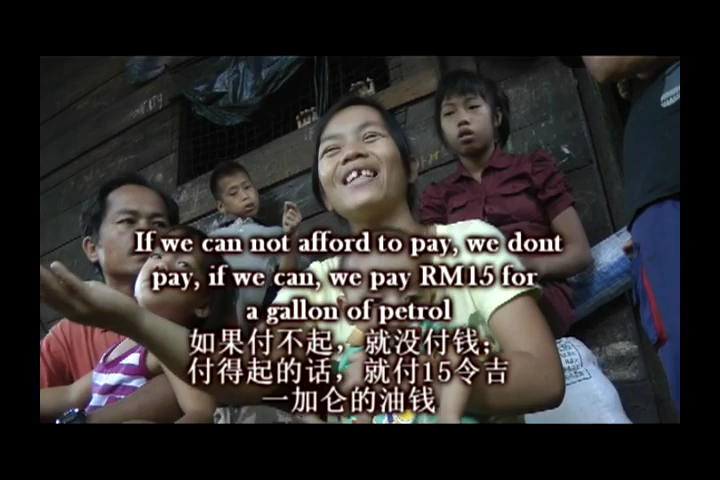 If we can not afford to pay, we dont
pay, if we can, we pay RM15 for
a gallon of petrol
如果付不起，就没付钱；
付得起的话，就付15令吉
一加仑的油钱